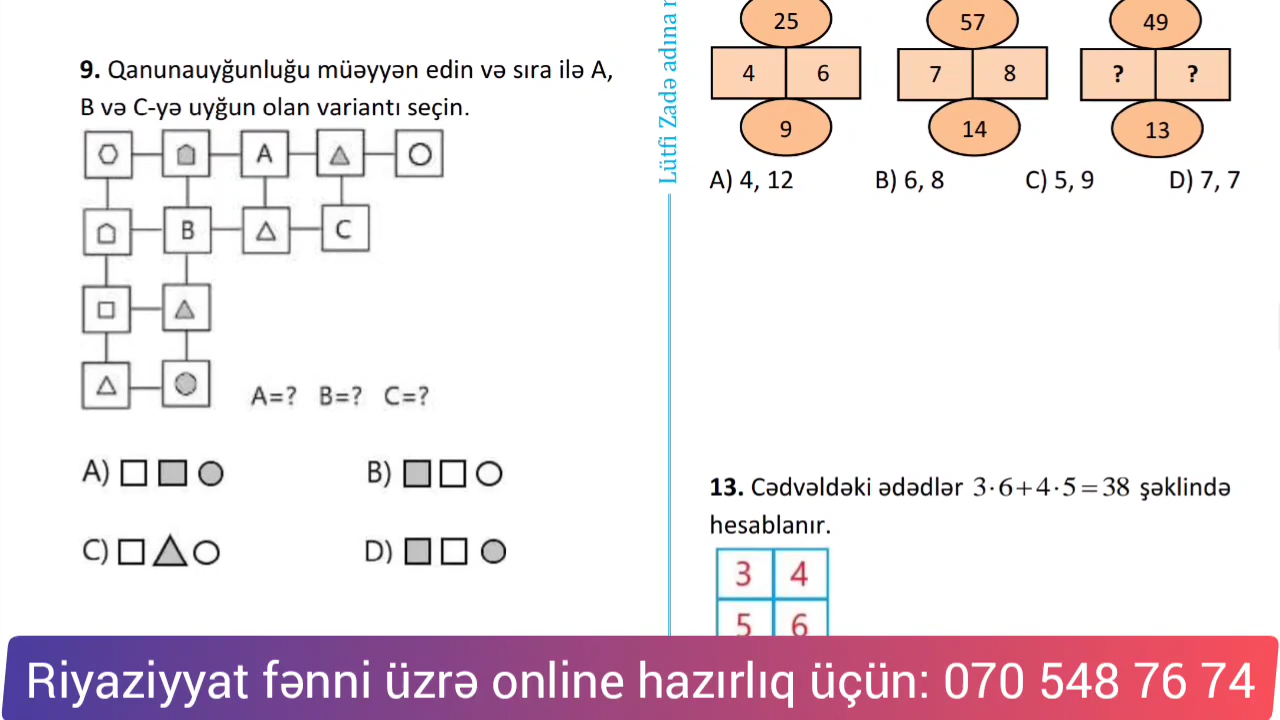 9. Qanunauyğunluğu müəyyən edin və sıra ilə A,
B və C-yə uyğun olan variantı seçin.
A
B
C
A=? B=? C=?
A)
B)
C)
D)
Lütfi Zadə adına
25
4 6
9
57
7 8
14
49
? ?
13
A) 4, 12 B) 6, 8 C) 5, 9 D) 7, 7
13. Cədvəldəki ədədlər 3·6+4·5=38 şəklində
hesablanır.
3 4
5 6
Riyaziyyat fənni üzrə online hazırlıq üçün: 070 548 76 74